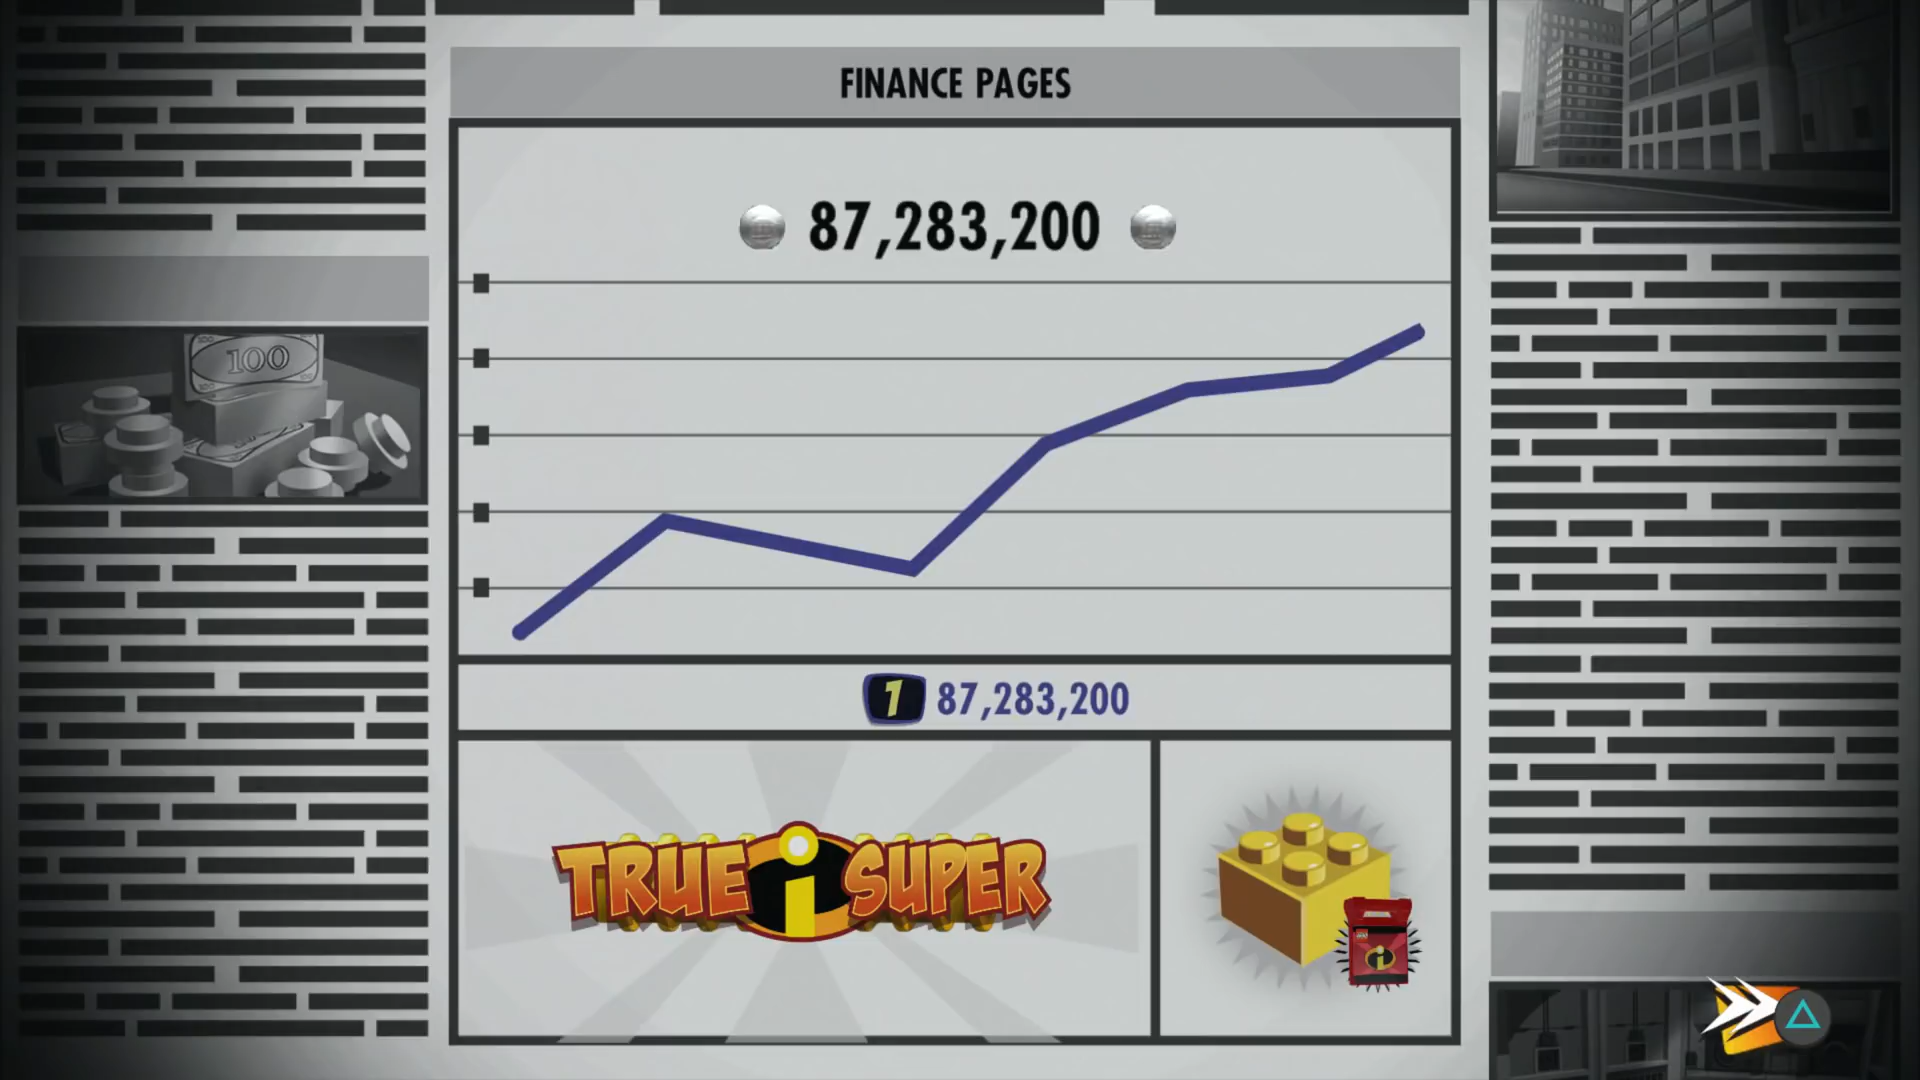 FINANCE PAGES
87,283,200
100
1 87,283,200
TRUE i SUPER
i